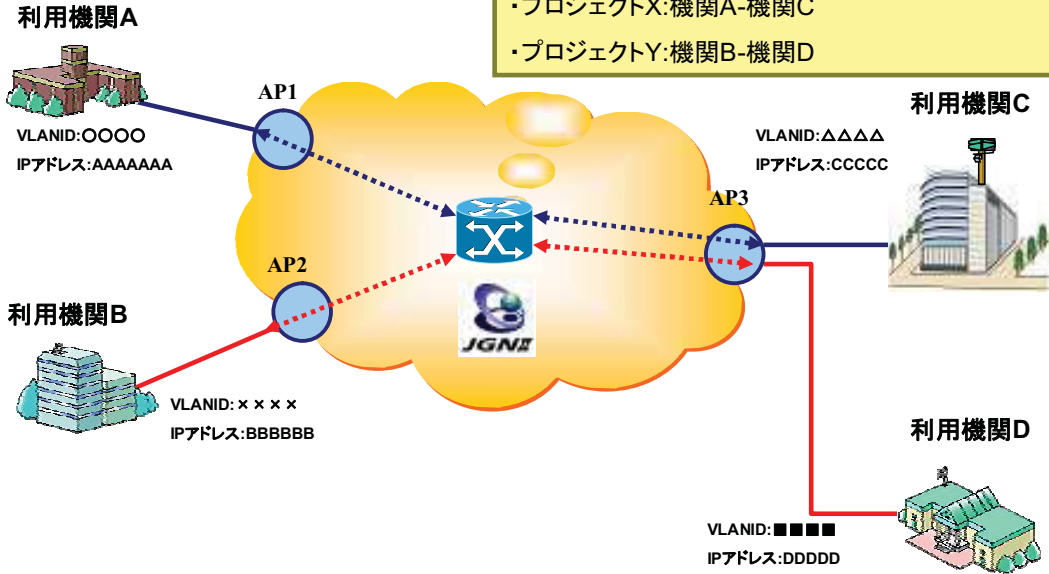 利用機関A
・プロジェクトX:機関A-機関C
・プロジェクトY:機関B-機関D
AP1
利用機関C
VLANID:○○○○
IPアドレス:AAAAAAA
VLANID:△△△△
IPアドレス:CCCCC
AP3
AP2
利用機関B
JGNII
VLANID:××××
IPアドレス:BBBBBB
利用機関D
VLANID:■■■■
IPアドレス:DDDDD